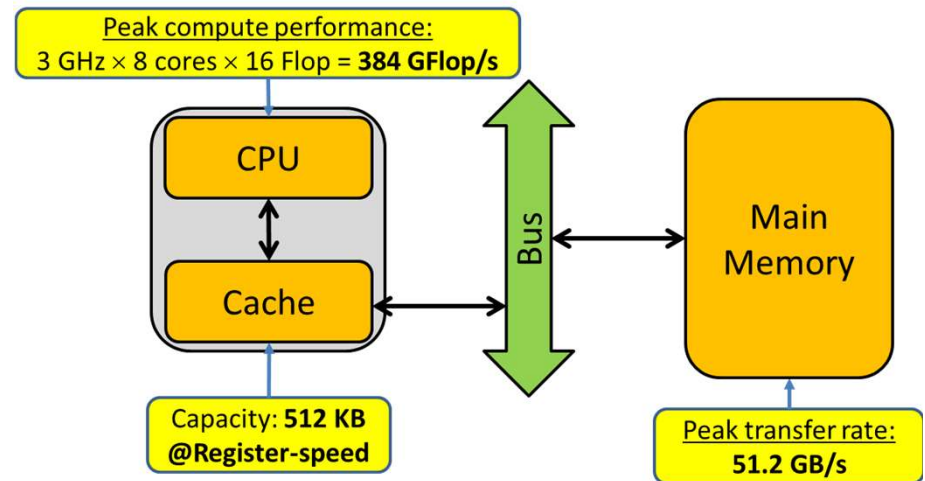 Peak compute performance:
3 GHz × 8 cores × 16 Flop = 384 GFlop/s
CPU
Cache
Bus
Main
Memory
Capacity: 512 KB
@Register-speed
Peak transfer rate:
51.2 GB/s